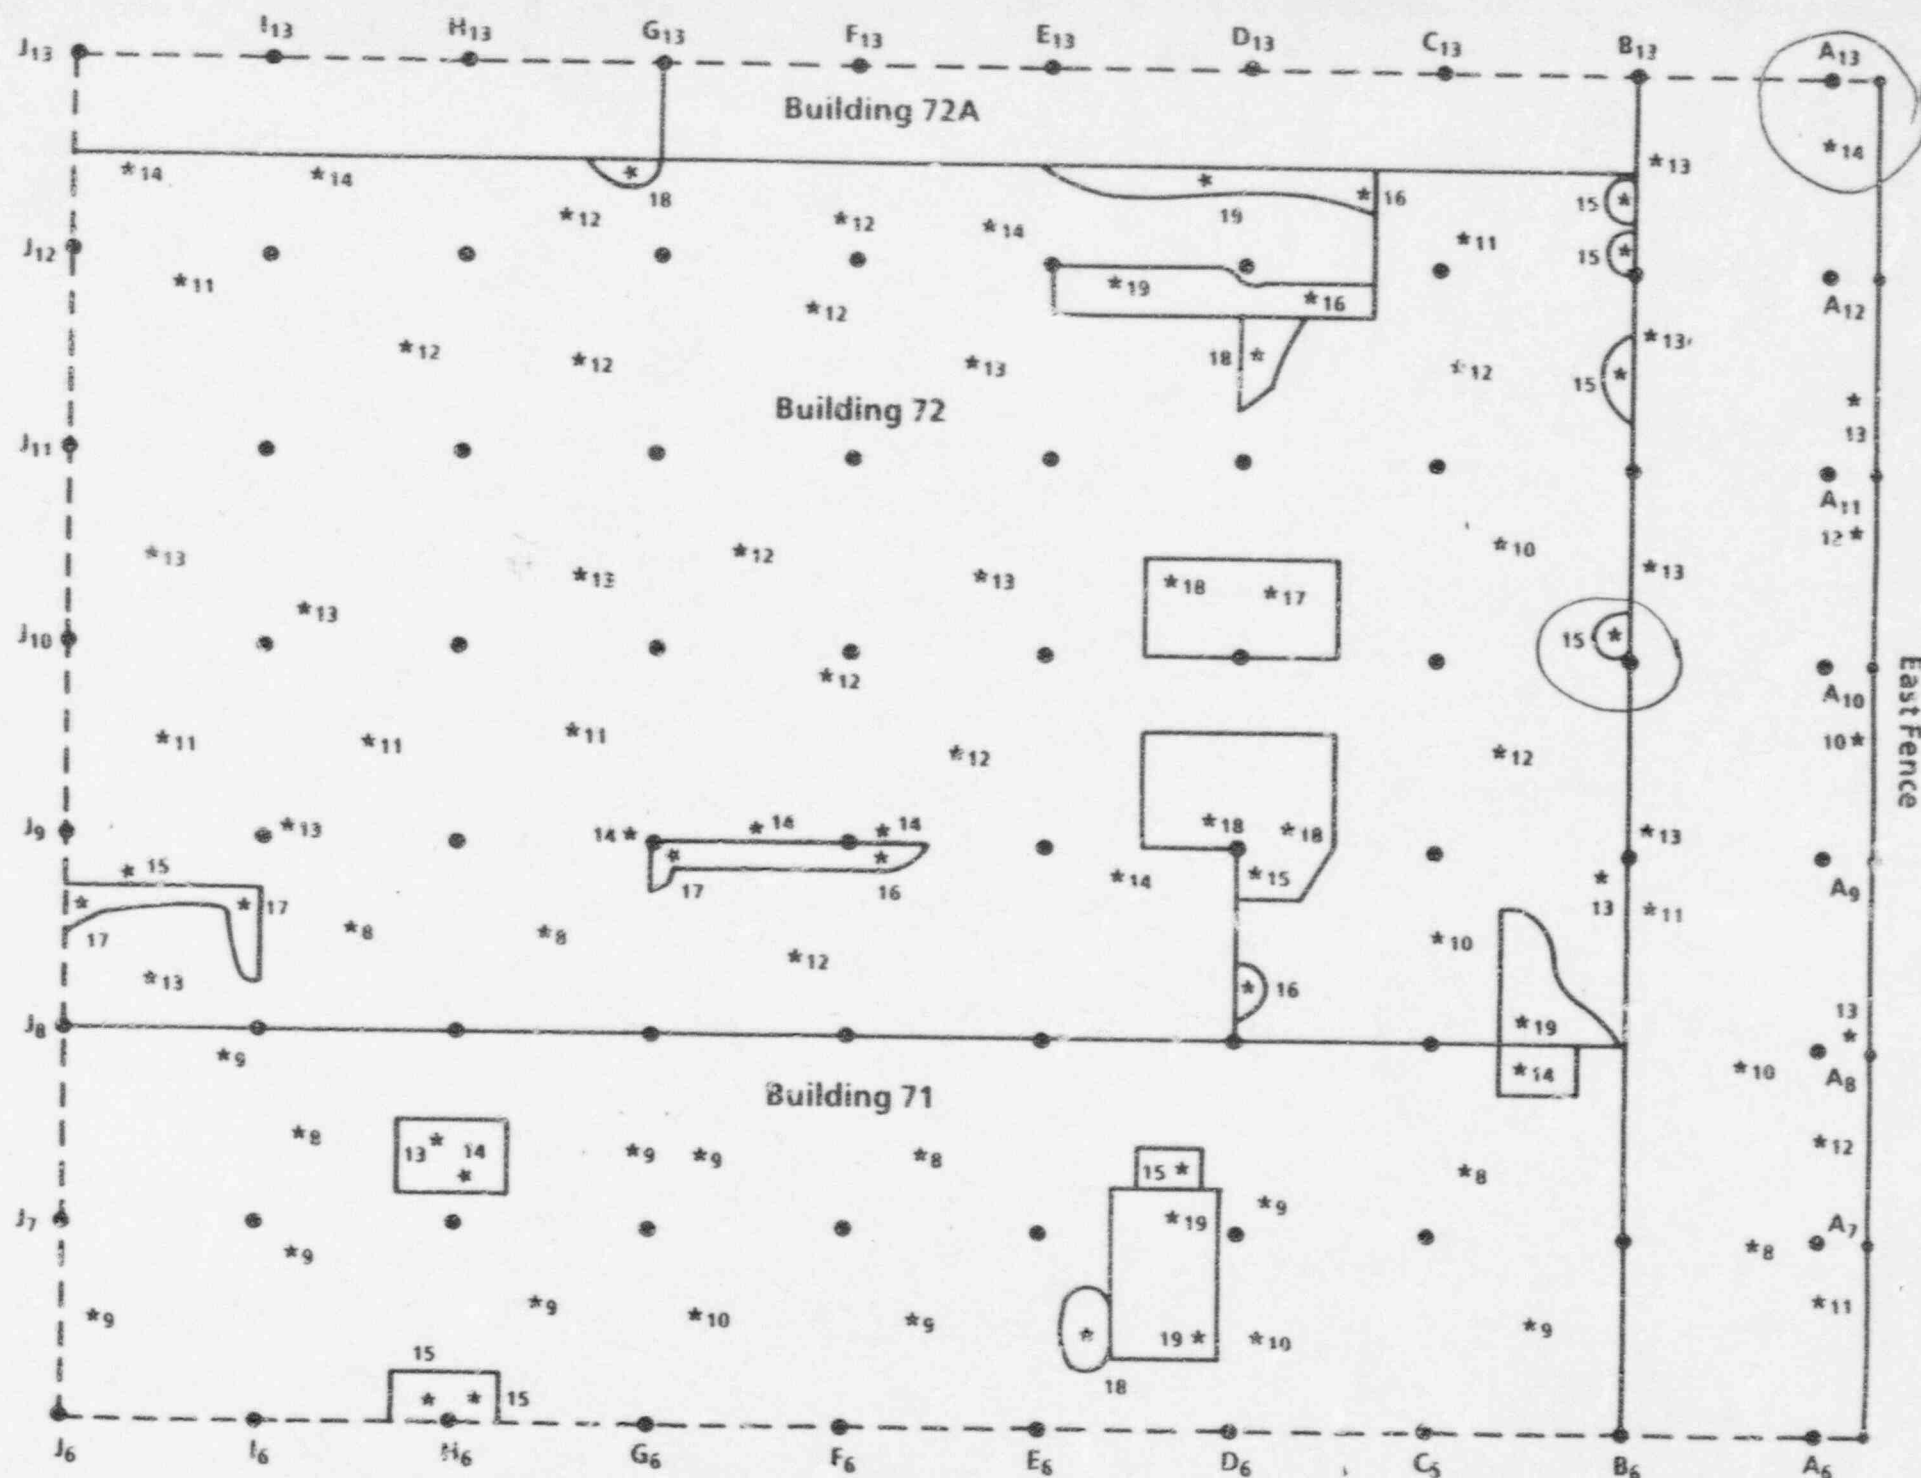 J13 I13 H13 G13 F13 E13 D13 C13 B13 A13
Building 72A
*14 *14 * 18 * 19 * 16 *13 *14
15 *
*12 *12 *14 *11
J12
15 *
*11 *19 *16 A12
*12
*12 *12 *13 18 * *12 *13
15 * *
13
Building 72
J11
A11
12*
*13 *13 *12 *13 *18 *17 *10 *13
*13
J10 15 *
*12
A10
*11 *11 *11 *12 *12 10*
East Fence
J9 *13 14* *14 *14 *18 *18 *13
* 15 * 17 * 16 *14 *15 * 13 A9
* 17 * 17 *11
*8 *8 *12 *10
*13 * 16
J8 *19 13 *
*9 *14 *10 A8
Building 71
*8 13 * 14 * *9 *9 *8 15 * *8 *12
J7 *19 *9 A7
*9 *8
*9 *9 *10 *9 * 18 19 * *10 *9 *11
15 * * 15
J6 I6 H6 G6 F6 E6 D6 C5 B6 A6